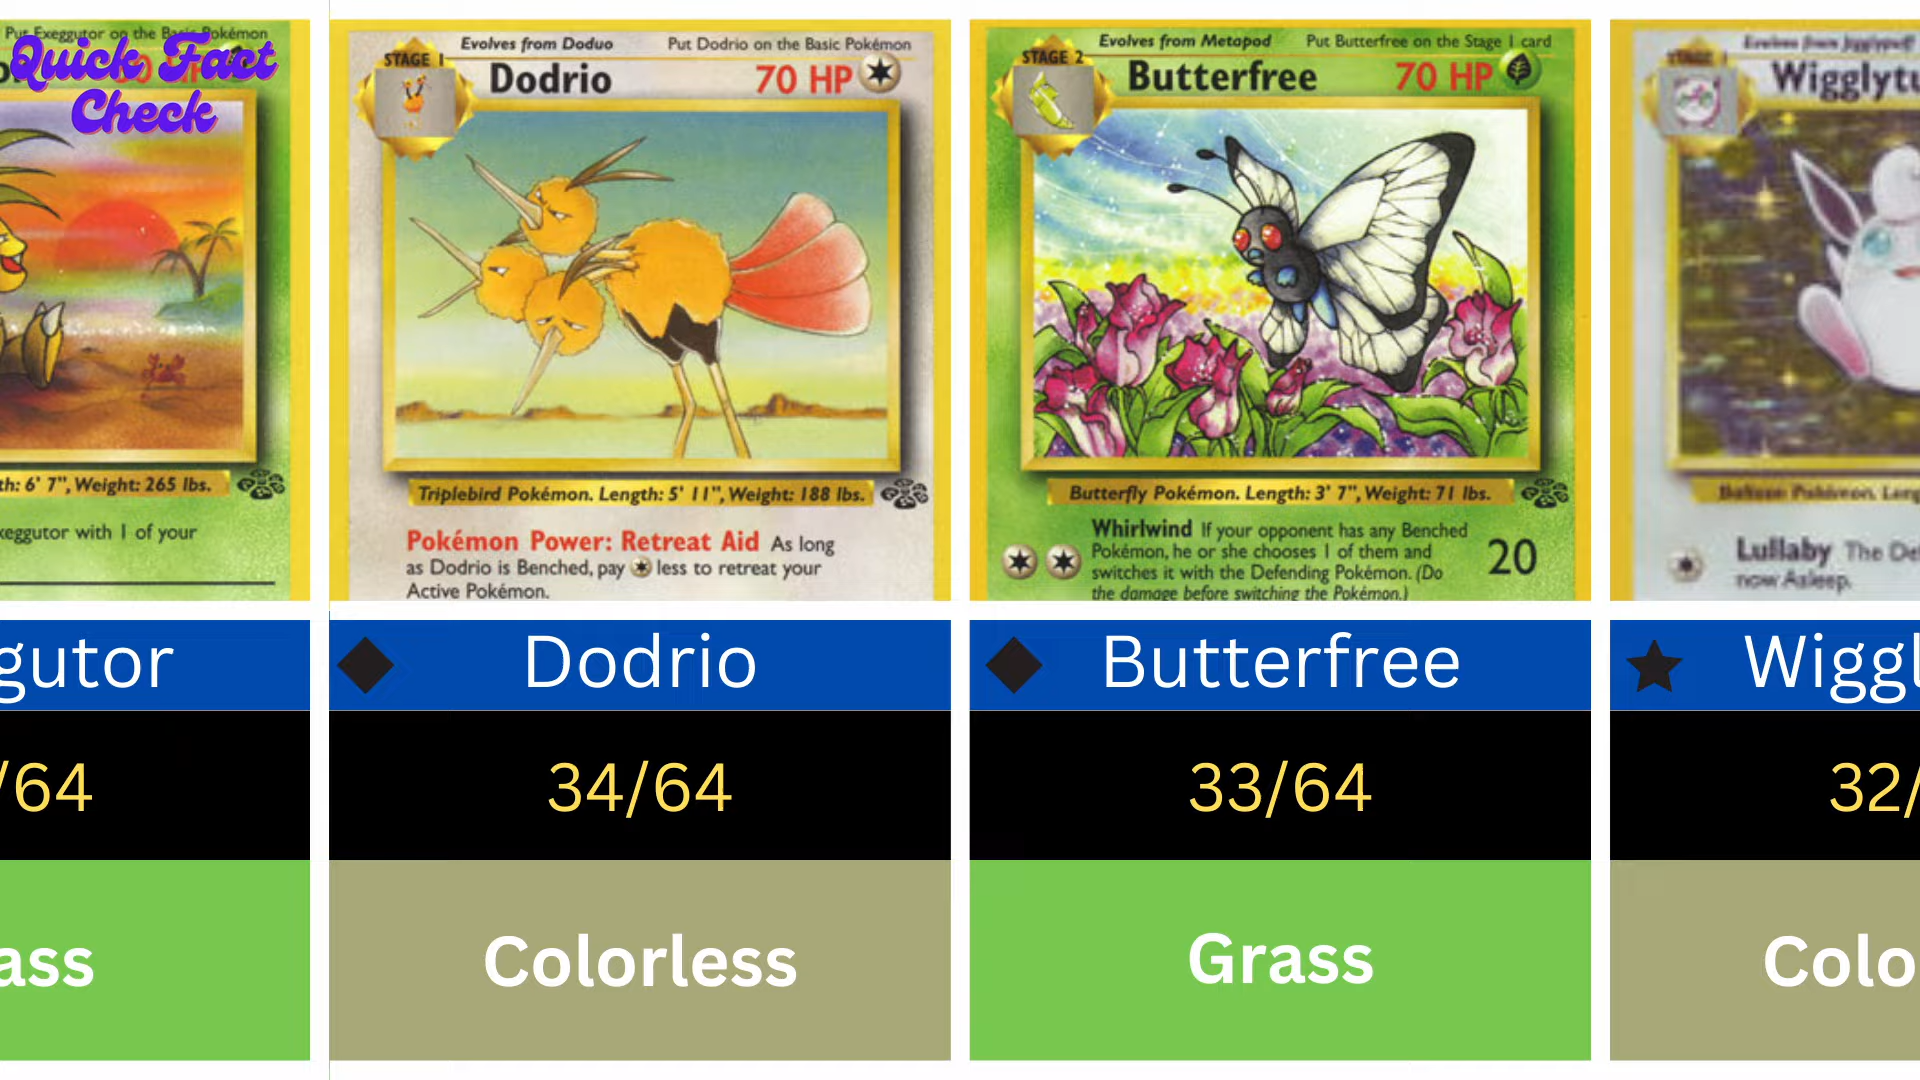 Quick Fact
Check
Put Exeggutor on the Basic Pokémon
th: 6' 7", Weight: 265 lbs.
xeggutor with 1 of your
gutor
/64
ass
STAGE 1
Evolves from Doduo
Put Dodrio on the Basic Pokémon
Dodrio
70 HP
Triplebird Pokémon. Length: 5' 11", Weight: 188 lbs.
Pokémon Power: Retreat Aid As long
as Dodrio is Benched, pay less to retreat your
Active Pokémon.
Dodrio
34/64
Colorless
STAGE 2
Evolves from Metapod
Put Butterfree on the Stage 1 card
Butterfree
70 HP
Butterfly Pokémon. Length: 3' 7", Weight: 71 lbs.
Whirlwind If your opponent has any Benched
Pokémon, he or she chooses 1 of them and
switches it with the Defending Pokémon. (Do
the damage before switching the Pokémon.)
20
Butterfree
33/64
Grass
Evolves from Jigglypuff
Wigglytu
Lullaby The De
now Asleep.
Wiggl
32/
Colo